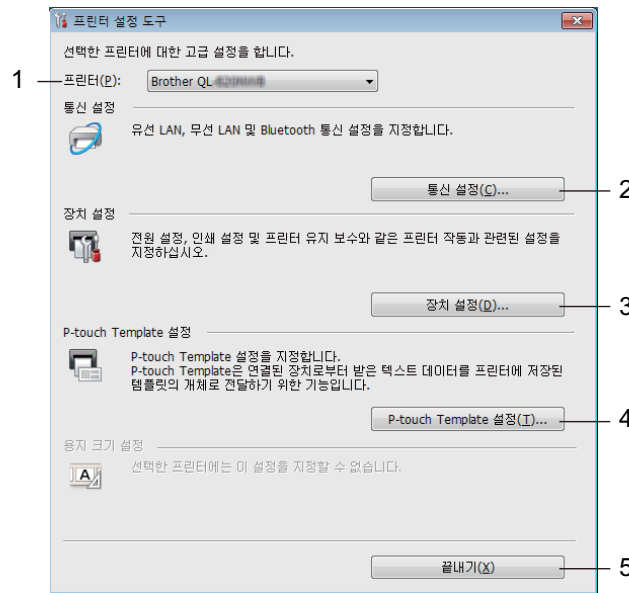 프린터 설정 도구
선택한 프린터에 대한 고급 설정을 합니다.
1
프린터(P):
Brother QL
통신 설정
유선 LAN, 무선 LAN 및 Bluetooth 통신 설정을 지정합니다.
통신 설정(C)...
2
장치 설정
전원 설정, 인쇄 설정 및 프린터 유지 보수와 같은 프린터 작동과 관련된 설정을
지정하십시오.
장치 설정(D)...
3
P-touch Template 설정
P-touch Template 설정을 지정합니다.
P-touch Template은 연결된 장치로부터 받은 텍스트 데이터를 프린터에 저장된
템플릿의 개체로 전달하기 위한 기능입니다.
P-touch Template 설정(T)...
4
용지 크기 설정
선택한 프린터에는 이 설정을 지정할 수 없습니다.
끝내기(X)
5